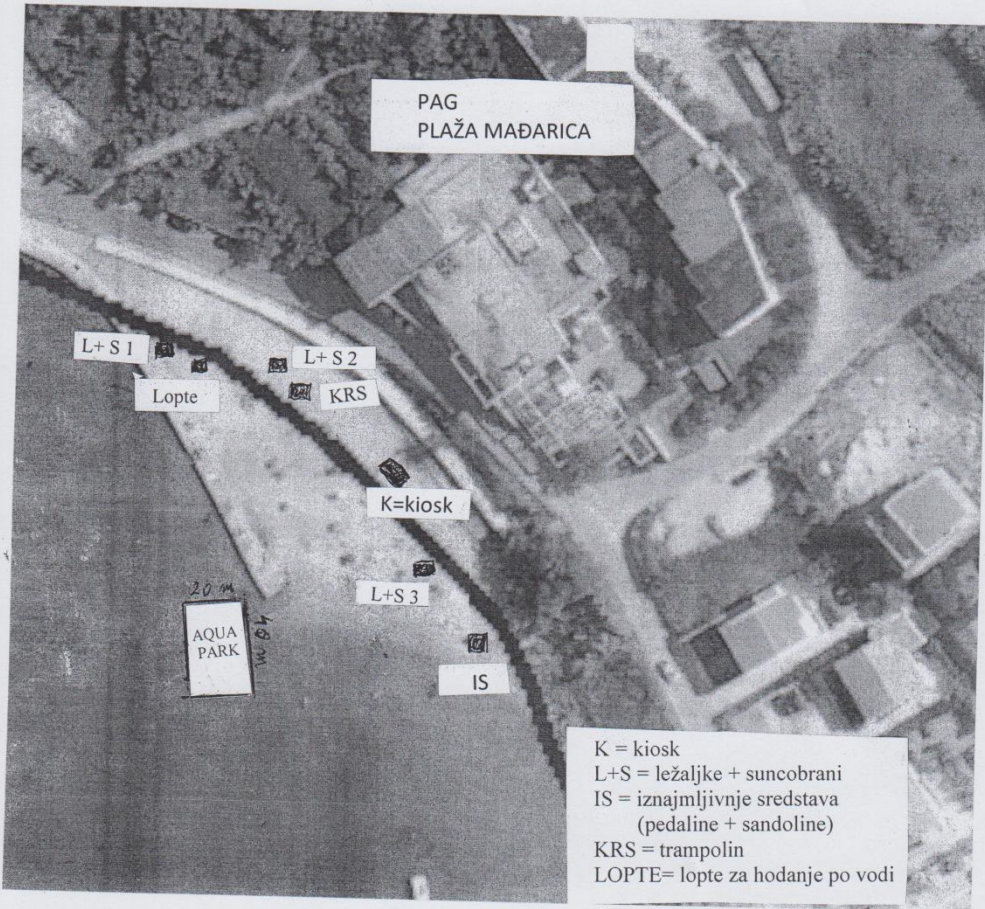 PAG
PLAŽA MAĐARICA
L+ S 1
L+ S 2
Lopte
KRS
K=kiosk
L+S 3
20 m
AQUA
PARK
40 m
IS
K = kiosk
L+S = ležaljke + suncobrani
IS = iznajmljivnje sredstava
(pedaline + sandoline)
KRS = trampolin
LOPTE= lopte za hodanje po vodi